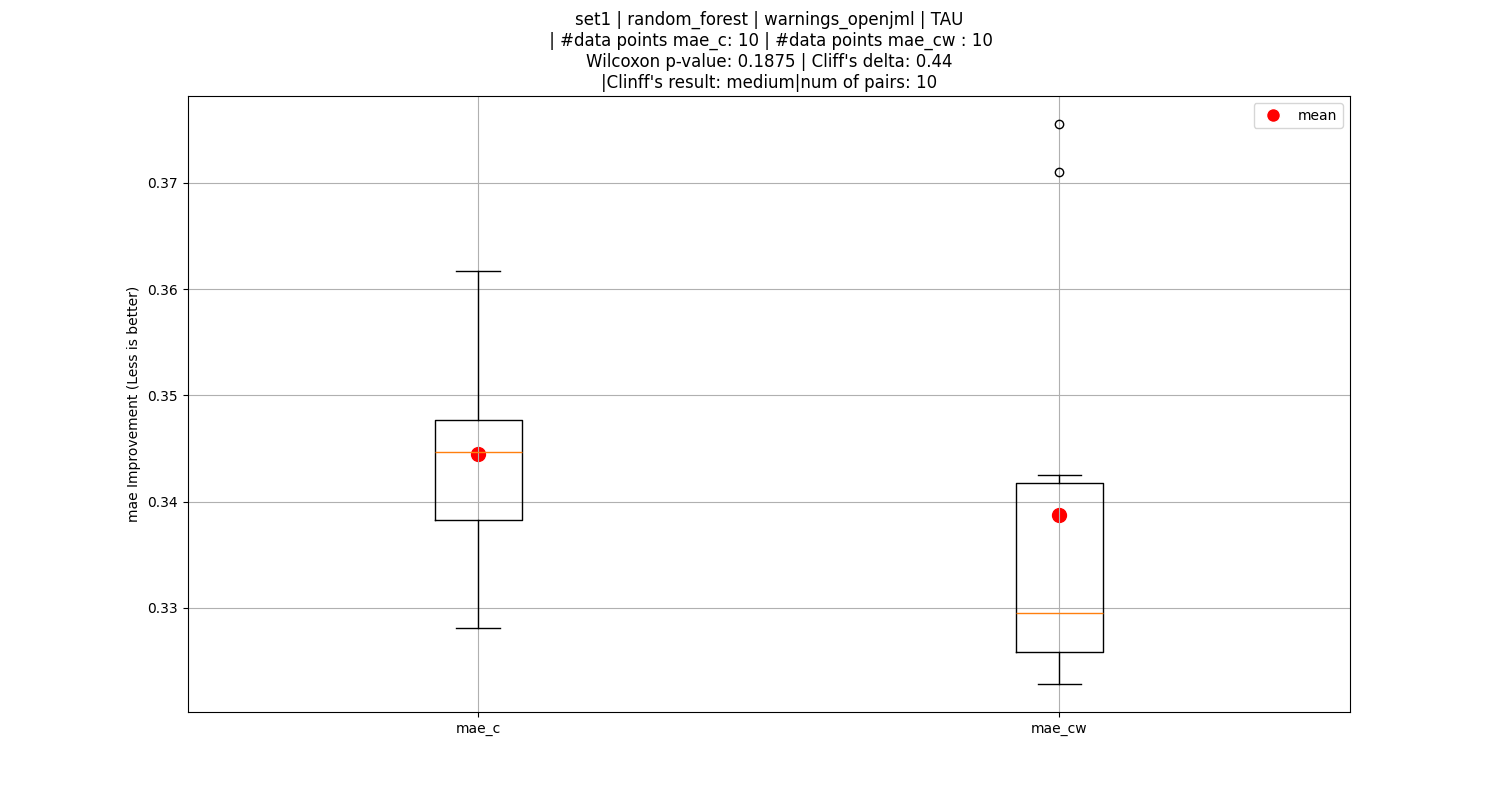 set1 | random_forest | warnings_openjml | TAU
| #data points mae_c: 10 | #data points mae_cw : 10
Wilcoxon p-value: 0.1875 | Cliff's delta: 0.44
|Clinff's result: medium|num of pairs: 10
mean
mae Improvement (Less is better)
0.37
0.36
0.35
0.34
0.33
mae_c
mae_cw